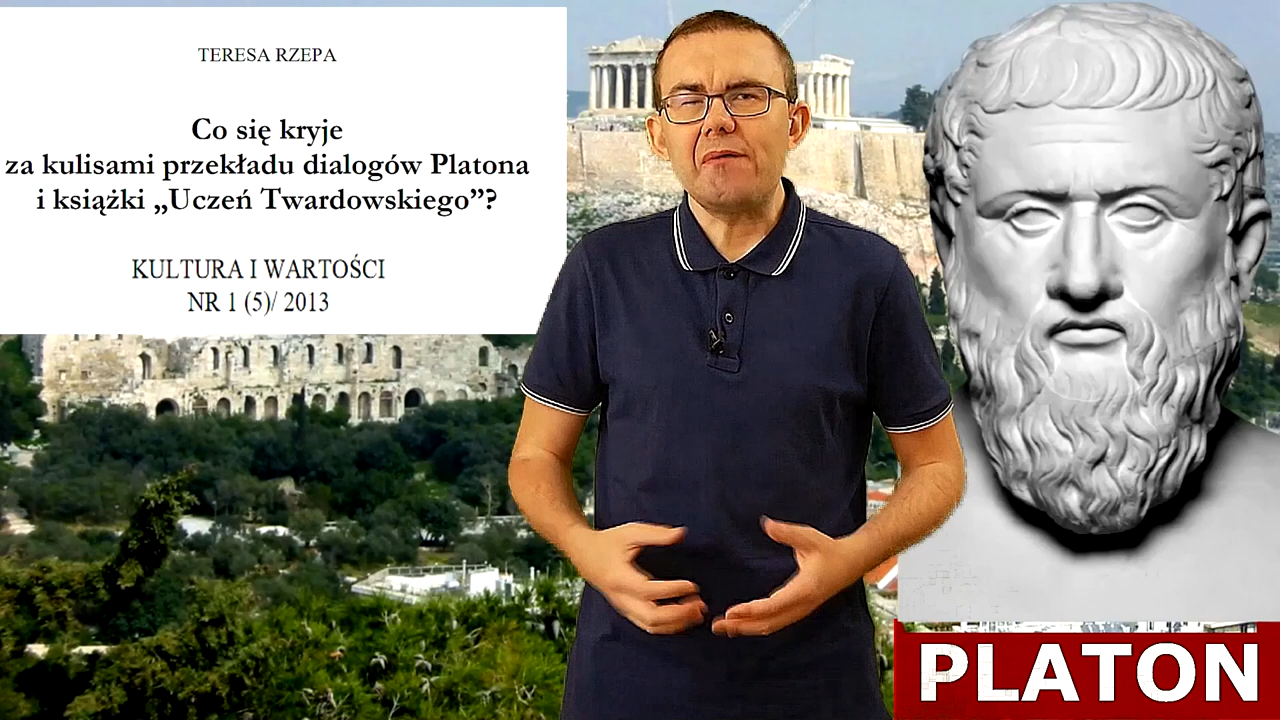 TERESA RZEPA
Co się kryje
za kulisami przekładu dialogów Platona
i książki „Uczeń Twardowskiego”?
KULTURA I WARTOŚCI
NR 1 (5)/ 2013
PLATON